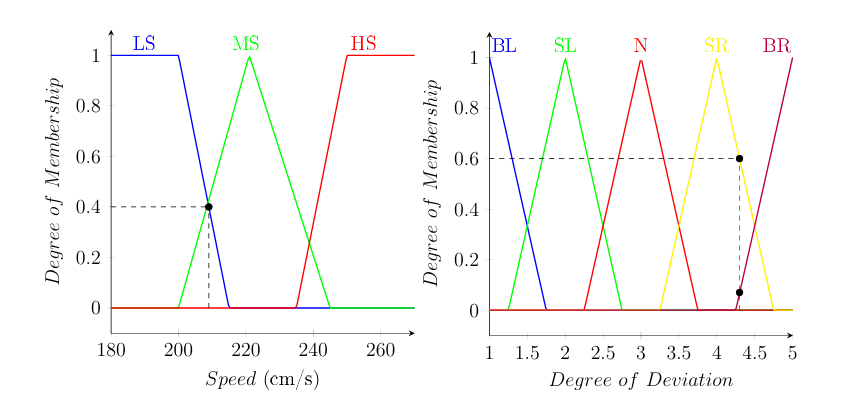 LS MS HS
1
0.8
0.6
0.4
0.2
0
Degree of Membership
180 200 220 240 260
Speed (cm/s)
BL SL N SR BR
1
0.8
0.6
0.4
0.2
0
Degree of Membership
1 1.5 2 2.5 3 3.5 4 4.5 5
Degree of Deviation